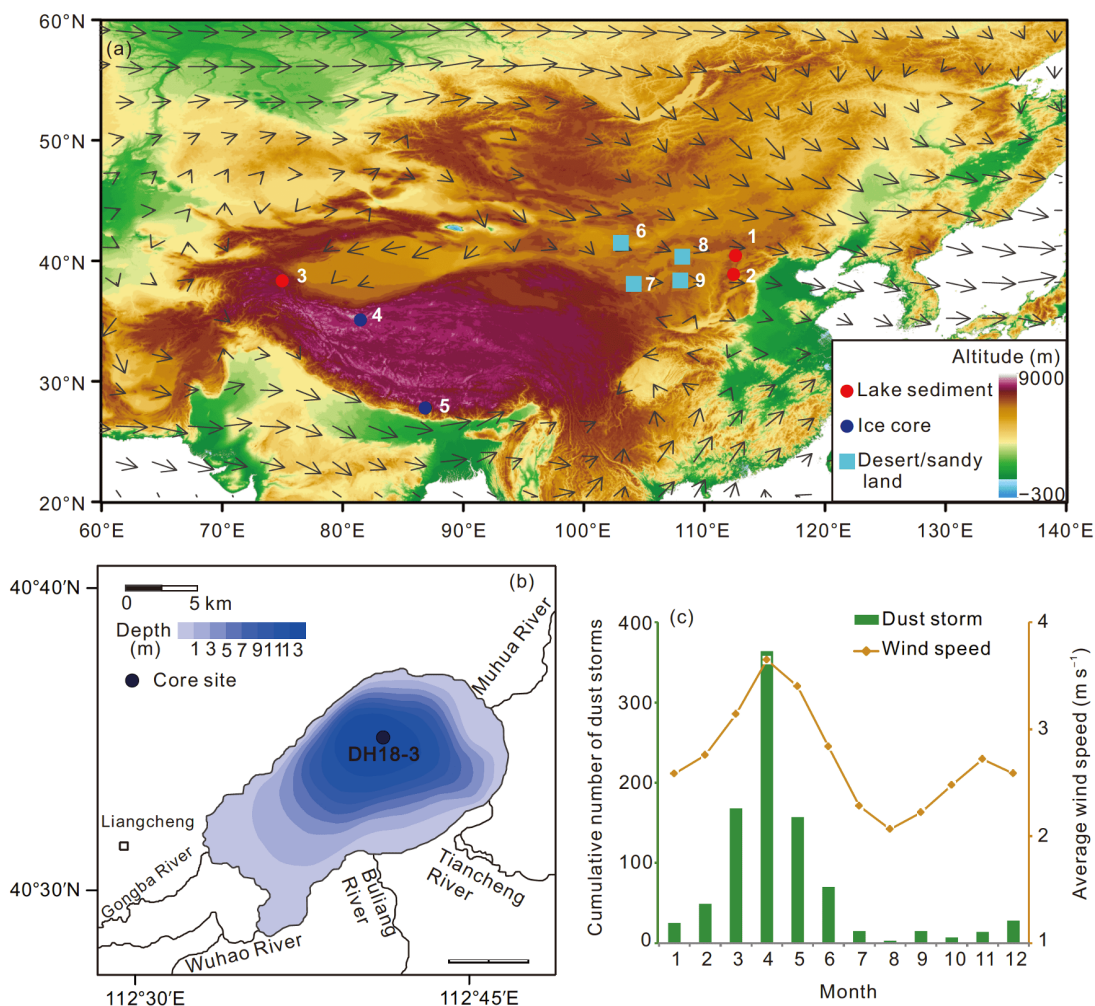 60°N
(a)
50°N
40°N
30°N
20°N
1
2
3
4
5
6
7
8
9
Altitude (m)
9000
−300
Lake sediment
Ice core
Desert/sandy
land
60°E
70°E
80°E
90°E
100°E
110°E
120°E
130°E
140°E
(b)
40°40′N
40°30′N
0 5 km
Depth
(m)
1 3 5 7 9 11 13
Core site
Muhua River
DH18-3
Liangcheng
Gongba River
Wuhao River
Buliang
River
Tiancheng
River
112°30′E
112°45′E
(c)
Dust storm
Wind speed
Cumulative number of dust storms
400
300
200
100
0
4
3
2
1
Average wind speed (m s⁻¹)
1 2 3 4 5 6 7 8 9 10 11 12
Month